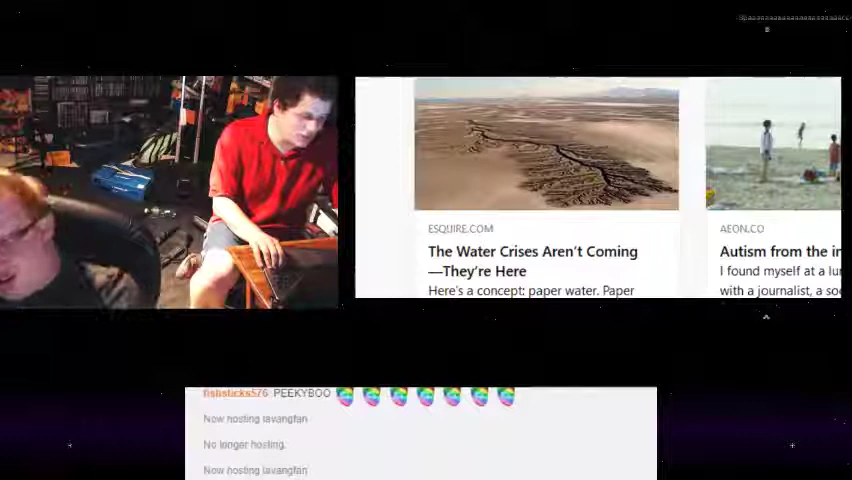 ESQUIRE.COM
The Water Crises Aren't Coming
—They're Here
Here's a concept: paper water. Paper
AEON.CO
Autism from the in
I found myself at a lu
with a journalist, a so
fishsticks576 PEEKYBOO
Now hosting lavangfan
No longer hosting.
Now hosting lavangfan